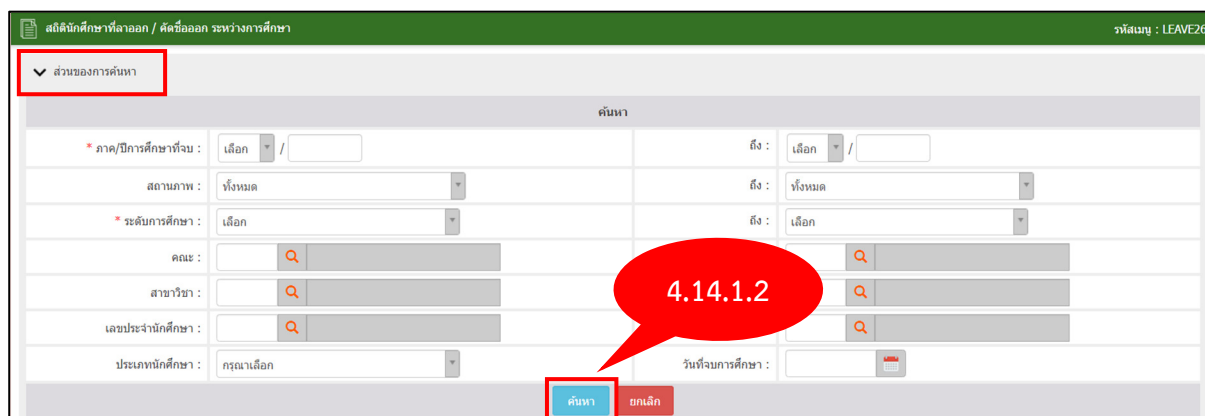 สถิตินักศึกษาที่ลาออก / คัดชื่อออก ระหว่างการศึกษา รหัสเมนู : LEAVE26
ส่วนของการค้นหา
ค้นหา
* ภาค/ปีการศึกษาที่จบ : เลือก / ถึง : เลือก /
สถานภาพ : ทั้งหมด ถึง : ทั้งหมด
* ระดับการศึกษา : เลือก ถึง : เลือก
คณะ :
สาขาวิชา : 4.14.1.2
เลขประจำนักศึกษา :
ประเภทนักศึกษา : กรุณาเลือก วันที่จบการศึกษา :
ค้นหา ยกเลิก